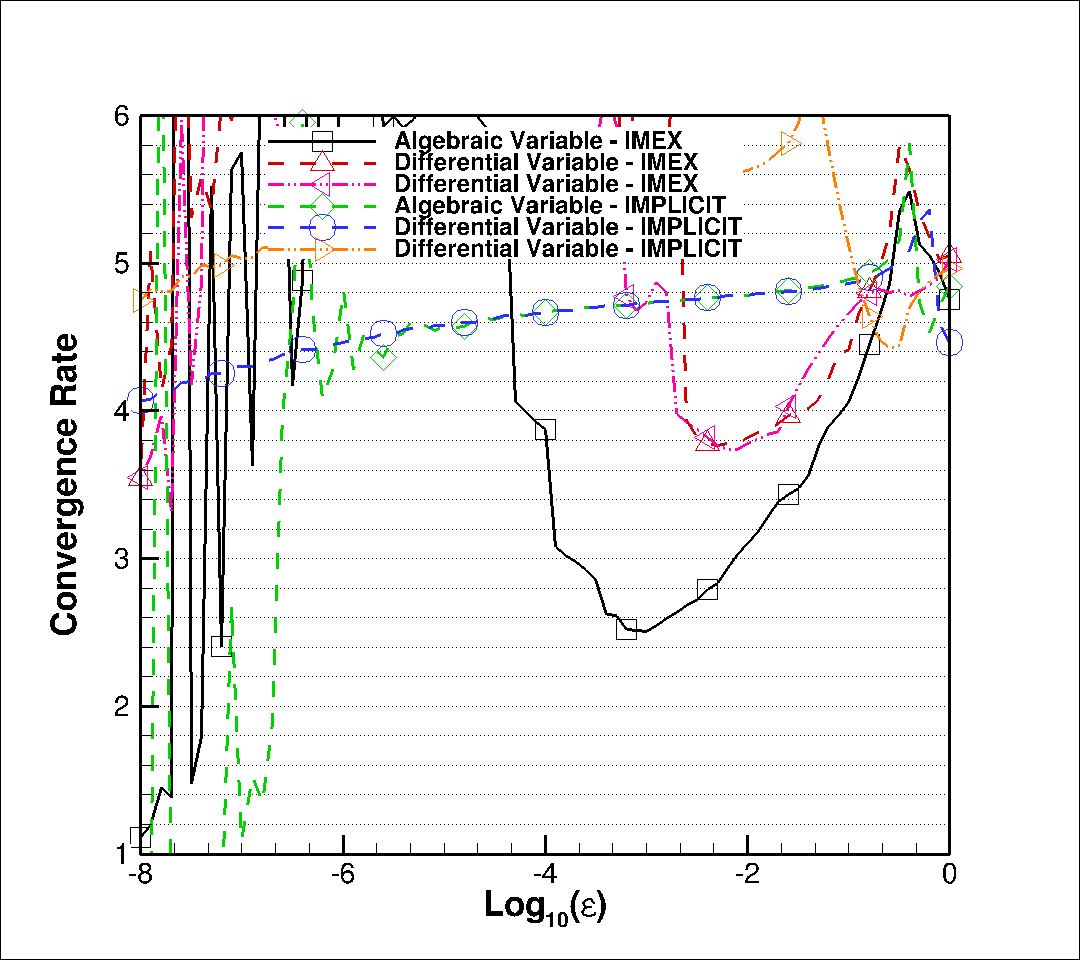 6
5
4
3
2
1
Convergence Rate
Algebraic Variable - IMEX
Differential Variable - IMEX
Differential Variable - IMEX
Algebraic Variable - IMPLICIT
Differential Variable - IMPLICIT
Differential Variable - IMPLICIT
-8 -6 -4 -2 0
Log10(ε)